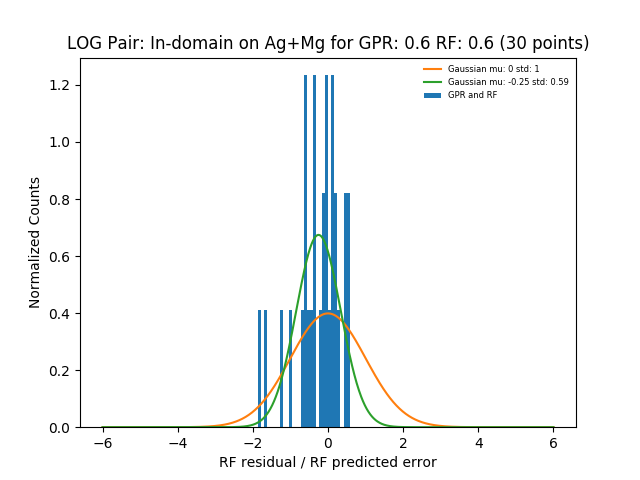 LOG Pair: In-domain on Ag+Mg for GPR: 0.6 RF: 0.6 (30 points)
Gaussian mu: 0 std: 1
Gaussian mu: -0.25 std: 0.59
GPR and RF
Normalized Counts
1.2
1.0
0.8
0.6
0.4
0.2
0.0
−6
−4
−2
0
2
4
6
RF residual / RF predicted error